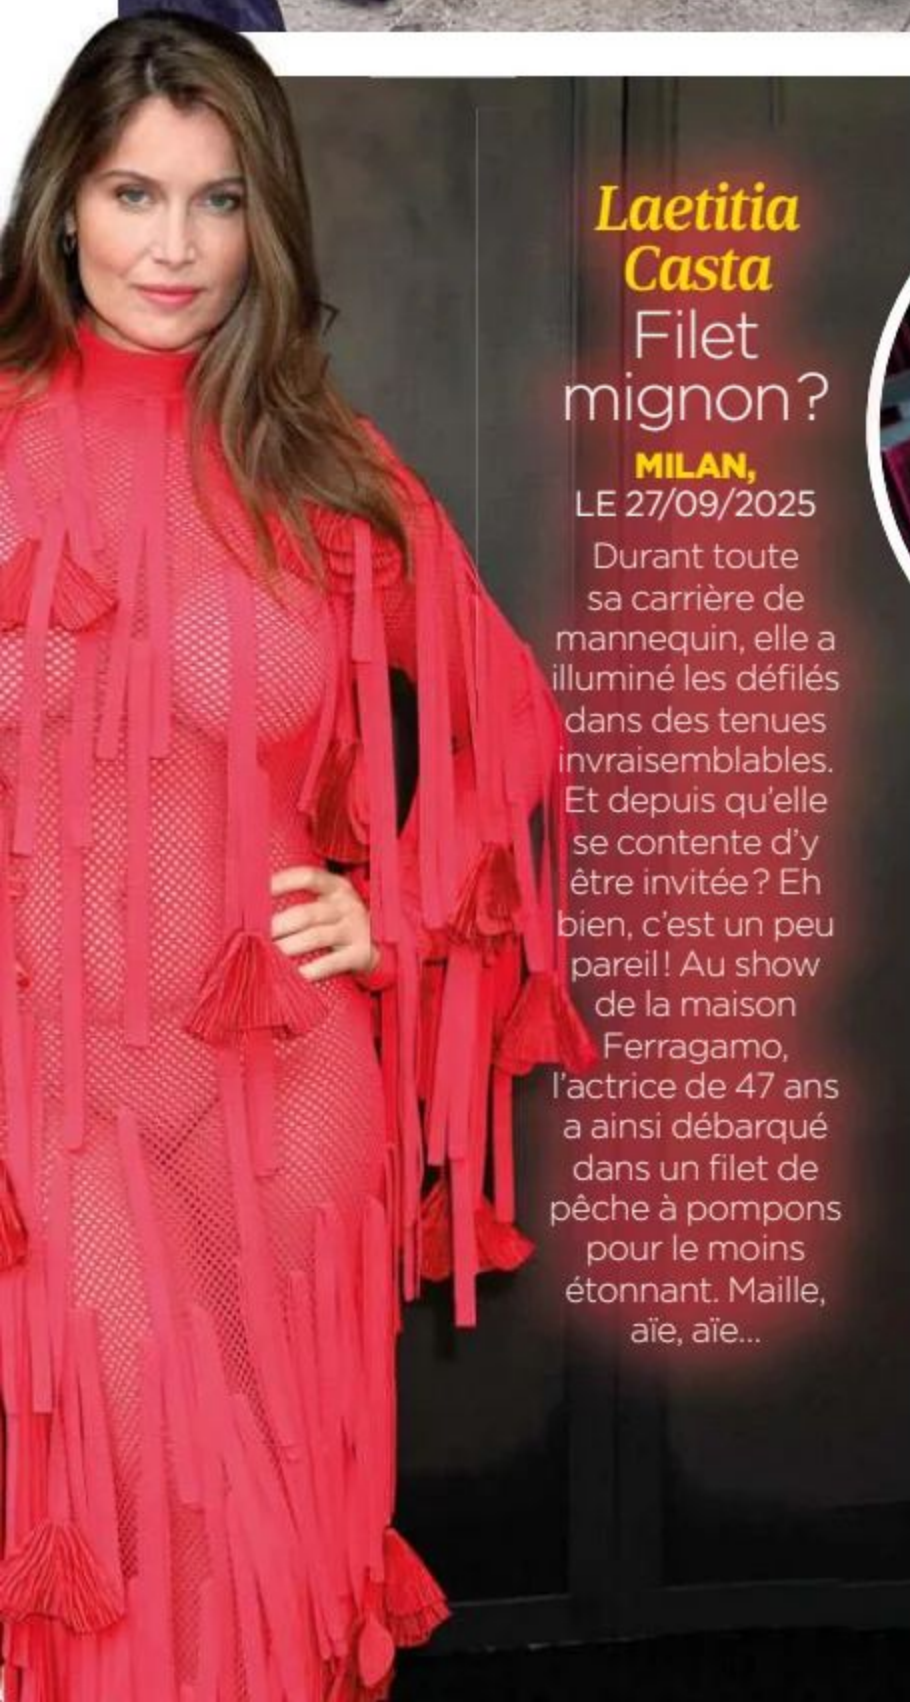 Laetitia
Casta
Filet
mignon ?
MILAN,
LE 27/09/2025
Durant toute
sa carrière de
mannequin, elle a
illuminé les défilés
dans des tenues
invraisemblables.
Et depuis qu'elle
se contente d'y
être invitée ? Eh
bien, c'est un peu
pareil ! Au show
de la maison
Ferragamo,
l'actrice de 47 ans
a ainsi débarqué
dans un filet de
pêche à pompons
pour le moins
étonnant. Maille,
aïe, aïe...